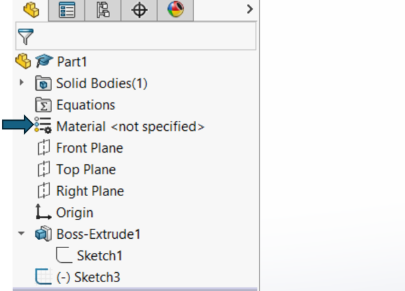 Part1
Solid Bodies(1)
Equations
Material <not specified>
Front Plane
Top Plane
Right Plane
Origin
Boss-Extrude1
Sketch1
(-) Sketch3